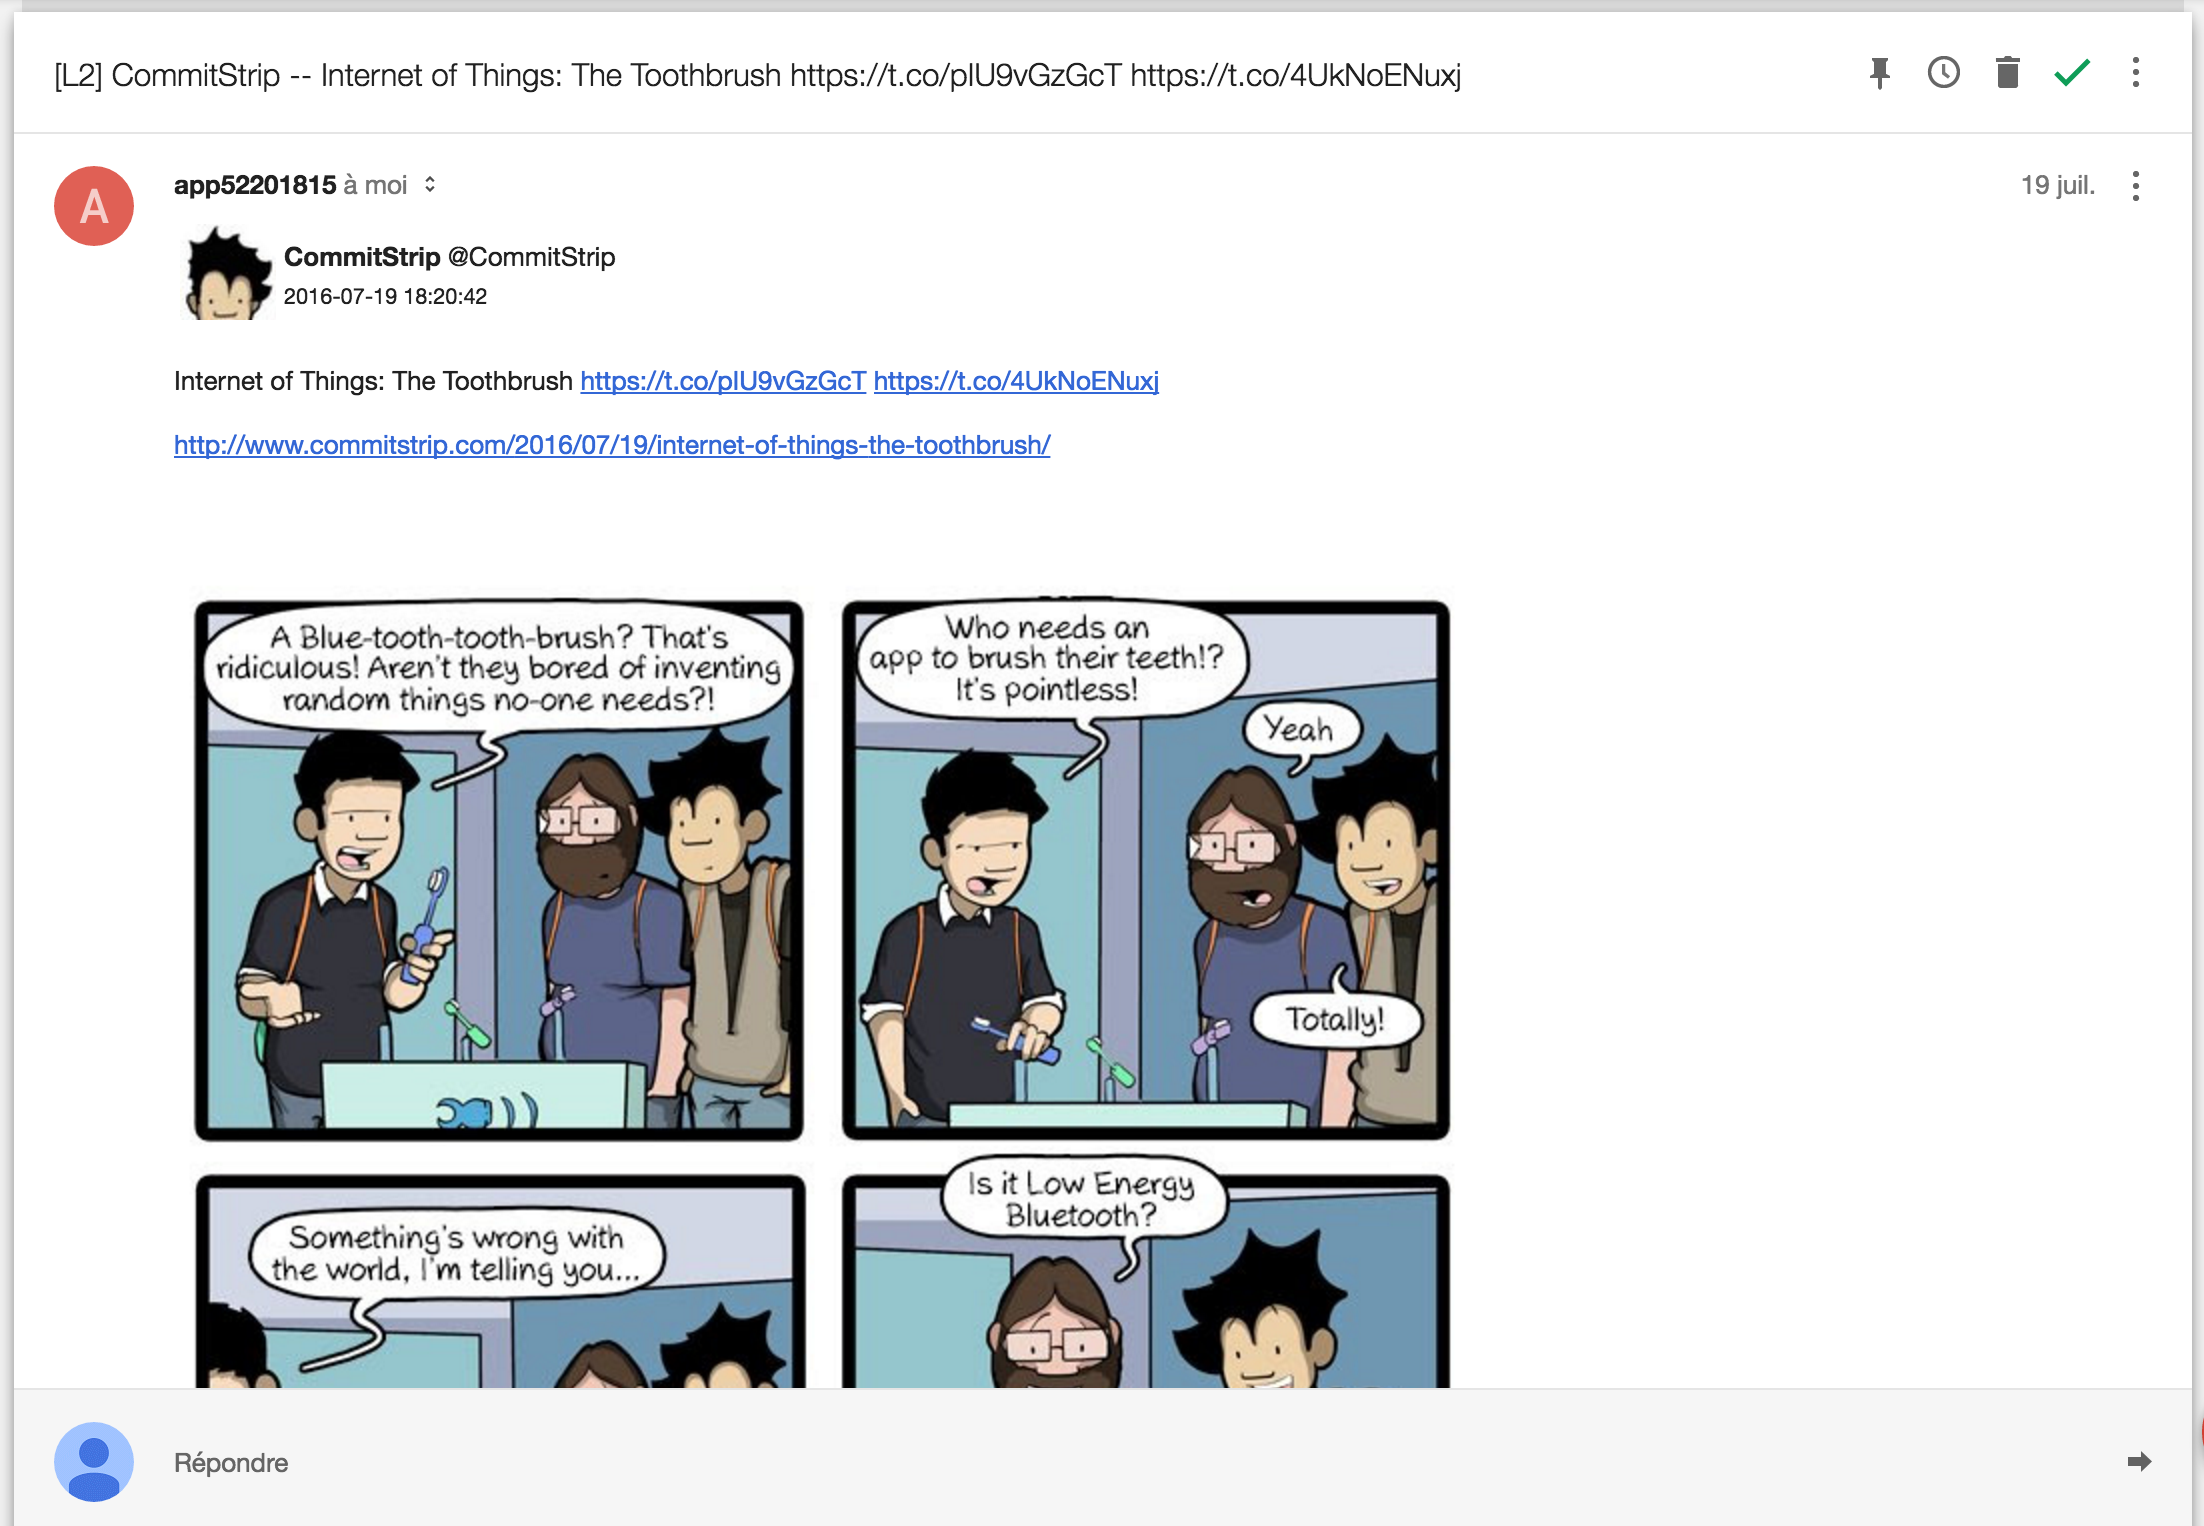 [L2] CommitStrip -- Internet of Things: The Toothbrush https://t.co/pIU9vGzGcT https://t.co/4UkNoENuxj
A
app52201815 à moi
19 juil.
CommitStrip @CommitStrip
2016-07-19 18:20:42
Internet of Things: The Toothbrush https://t.co/pIU9vGzGcT https://t.co/4UkNoENuxj
http://www.commitstrip.com/2016/07/19/internet-of-things-the-toothbrush/
A Blue-tooth-tooth-brush? That's
ridiculous! Aren't they bored of inventing
random things no-one needs?!
Who needs an
app to brush their teeth!?
It's pointless!
Yeah
Totally!
Something's wrong with
the world, I'm telling you...
Is it Low Energy
Bluetooth?
Répondre